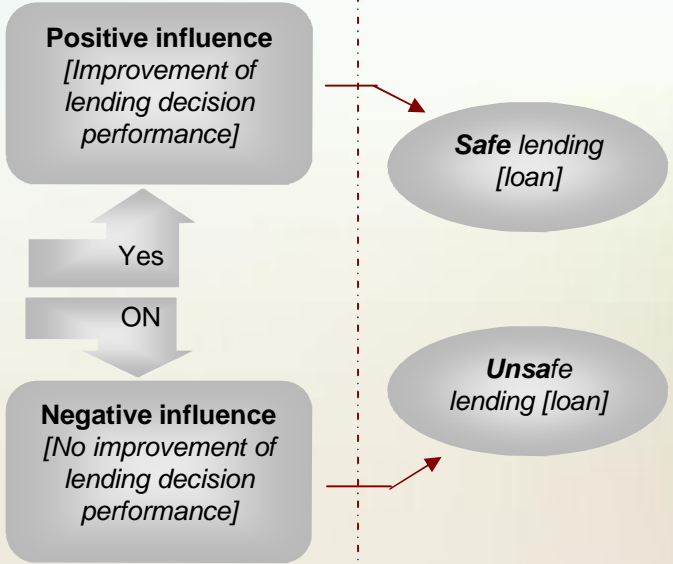 Positive influence
[Improvement of
lending decision
performance]
Safe lending
[loan]
Yes
ON
Unsafe
lending [loan]
Negative influence
[No improvement of
lending decision
performance]